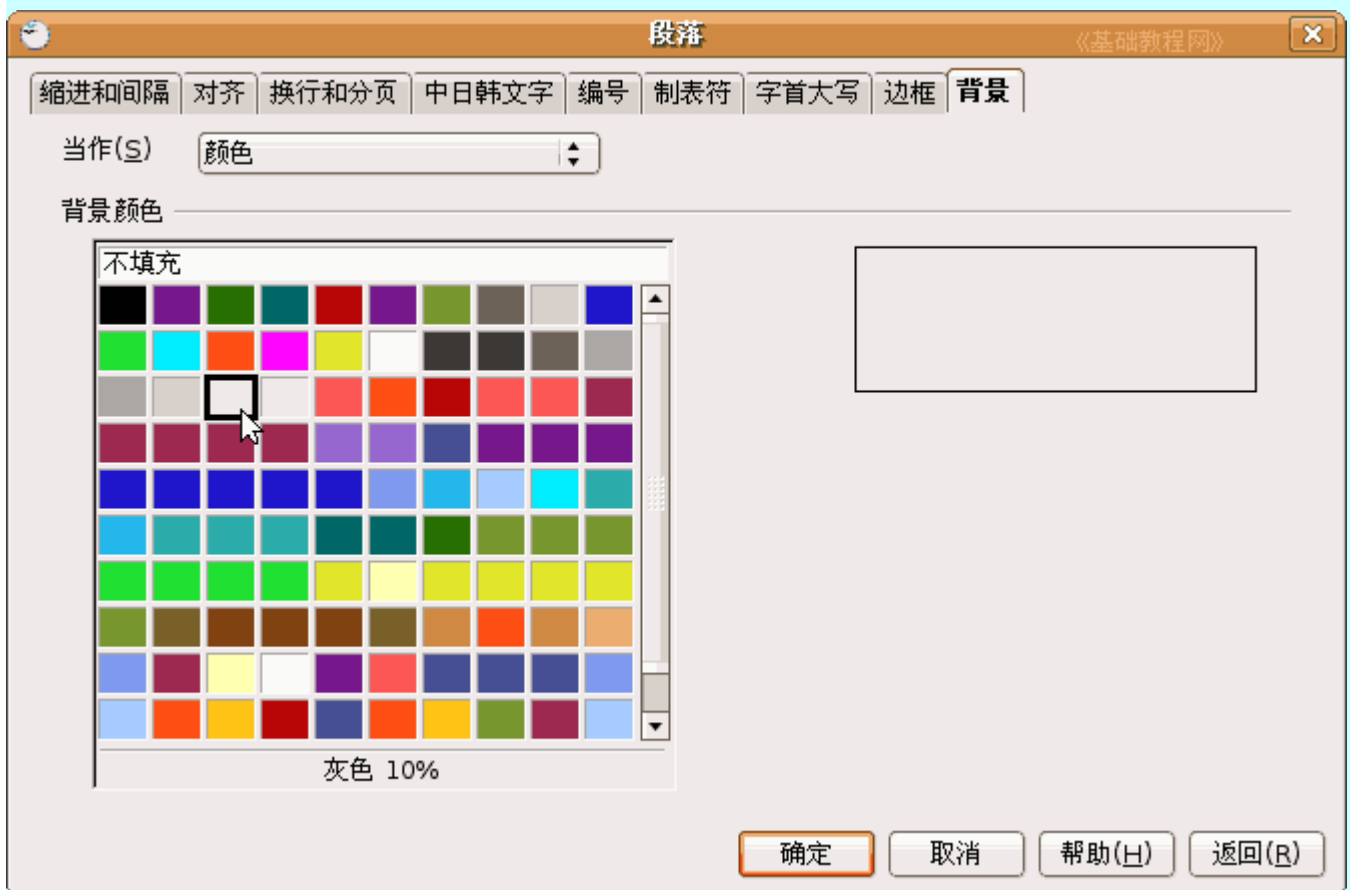 段落
《基础教程网》
缩进和间隔 对齐 换行和分页 中日韩文字 编号 制表符 字首大写 边框 背景
当作(S) 颜色
背景颜色
不填充
灰色 10%
确定 取消 帮助(H) 返回(R)